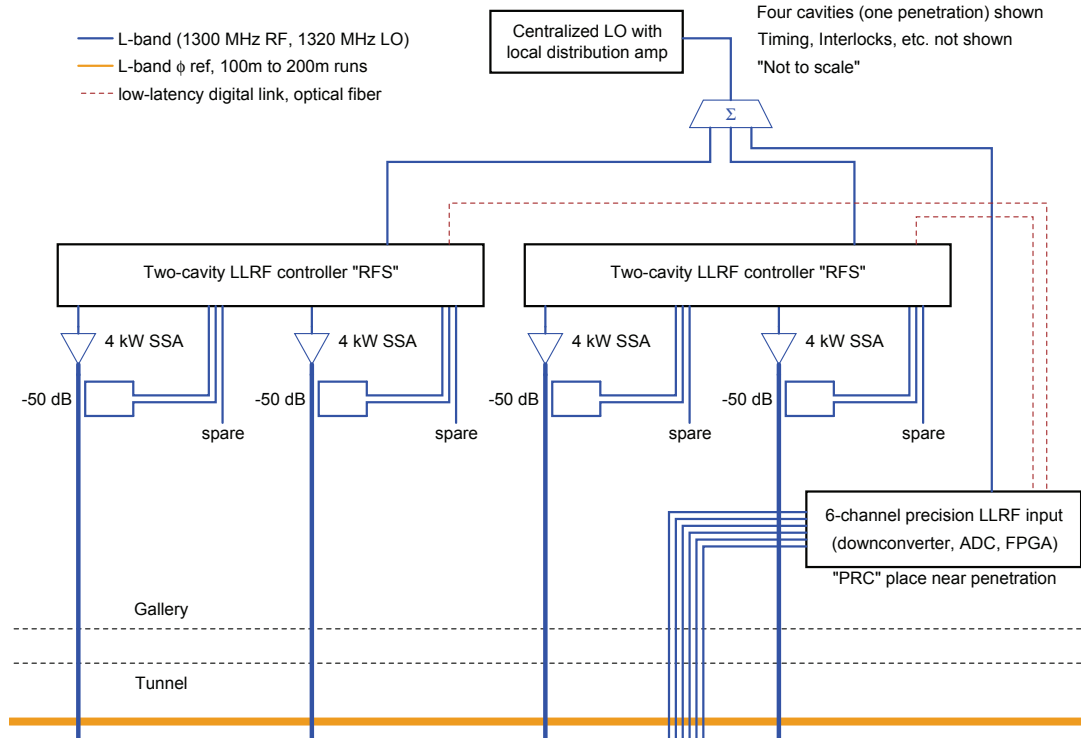 L-band (1300 MHz RF, 1320 MHz LO)
L-band ϕ ref, 100m to 200m runs
low-latency digital link, optical fiber
Centralized LO with
local distribution amp
Four cavities (one penetration) shown
Timing, Interlocks, etc. not shown
"Not to scale"
Σ
Two-cavity LLRF controller "RFS"
Two-cavity LLRF controller "RFS"
4 kW SSA
4 kW SSA
4 kW SSA
4 kW SSA
-50 dB
-50 dB
-50 dB
-50 dB
spare
spare
spare
spare
6-channel precision LLRF input
(downconverter, ADC, FPGA)
"PRC" place near penetration
Gallery
Tunnel